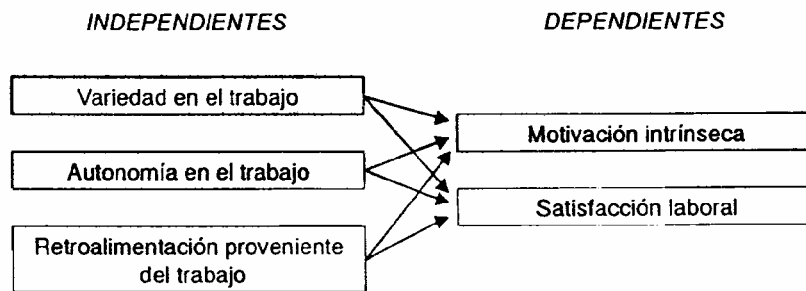 INDEPENDIENTES
DEPENDIENTES
Variedad en el trabajo
Motivación intrínseca
Autonomía en el trabajo
Satisfacción laboral
Retroalimentación proveniente
del trabajo